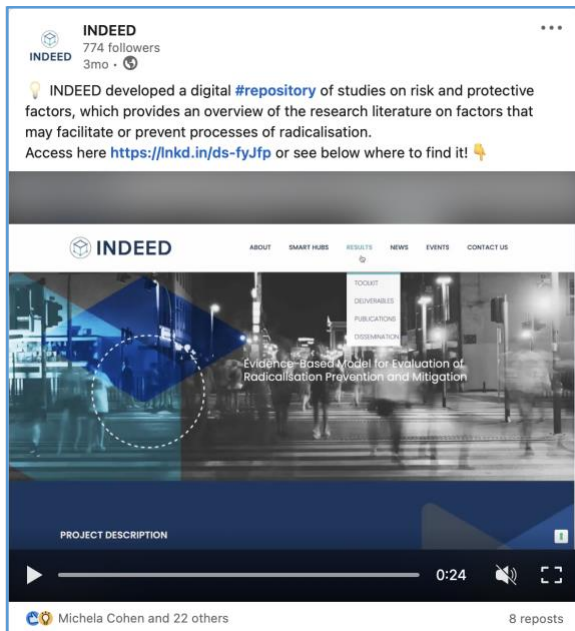 INDEED
INDEED
774 followers
3mo •
INDEED developed a digital #repository of studies on risk and protective
factors, which provides an overview of the research literature on factors that
may facilitate or prevent processes of radicalisation.
Access here https://lnkd.in/ds-fyJfp or see below where to find it!
INDEED
ABOUT SMART HUBS RESULTS NEWS EVENTS CONTACT US
TOOLKIT
DELIVERABLES
PUBLICATIONS
DISSEMINATION
Evidence-Based Model for Evaluation of
Radicalisation Prevention and Mitigation
PROJECT DESCRIPTION
0:24
Michela Cohen and 22 others
8 reposts